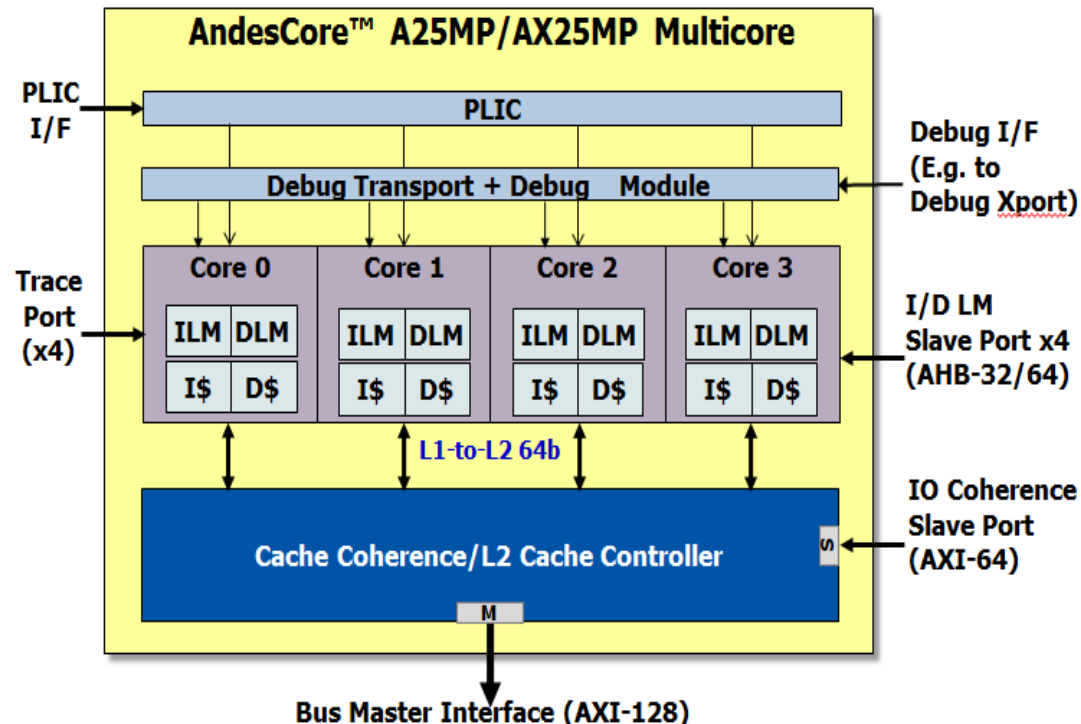 AndesCore™ A25MP/AX25MP Multicore
PLIC
I/F
PLIC
Debug I/F
(E.g. to
Debug Xport)
Debug Transport + Debug Module
Core 0
Core 1
Core 2
Core 3
Trace
Port
(x4)
ILM DLM
ILM DLM
ILM DLM
ILM DLM
I$ D$
I$ D$
I$ D$
I$ D$
I/D LM
Slave Port x4
(AHB-32/64)
L1-to-L2 64b
Cache Coherence/L2 Cache Controller
S
IO Coherence
Slave Port
(AXI-64)
M
Bus Master Interface (AXI-128)